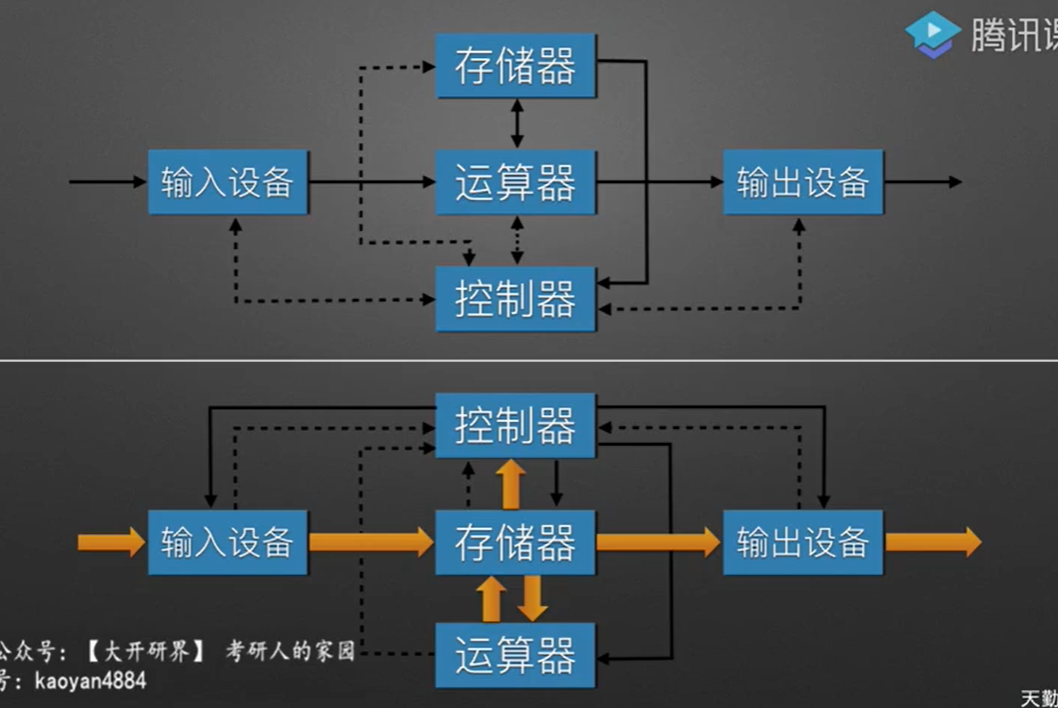 腾讯课
存储器
输入设备
运算器
输出设备
控制器
控制器
输入设备
存储器
输出设备
运算器
公众号：【大开研界】 考研人的家园
号：kaoyan4884
天勤